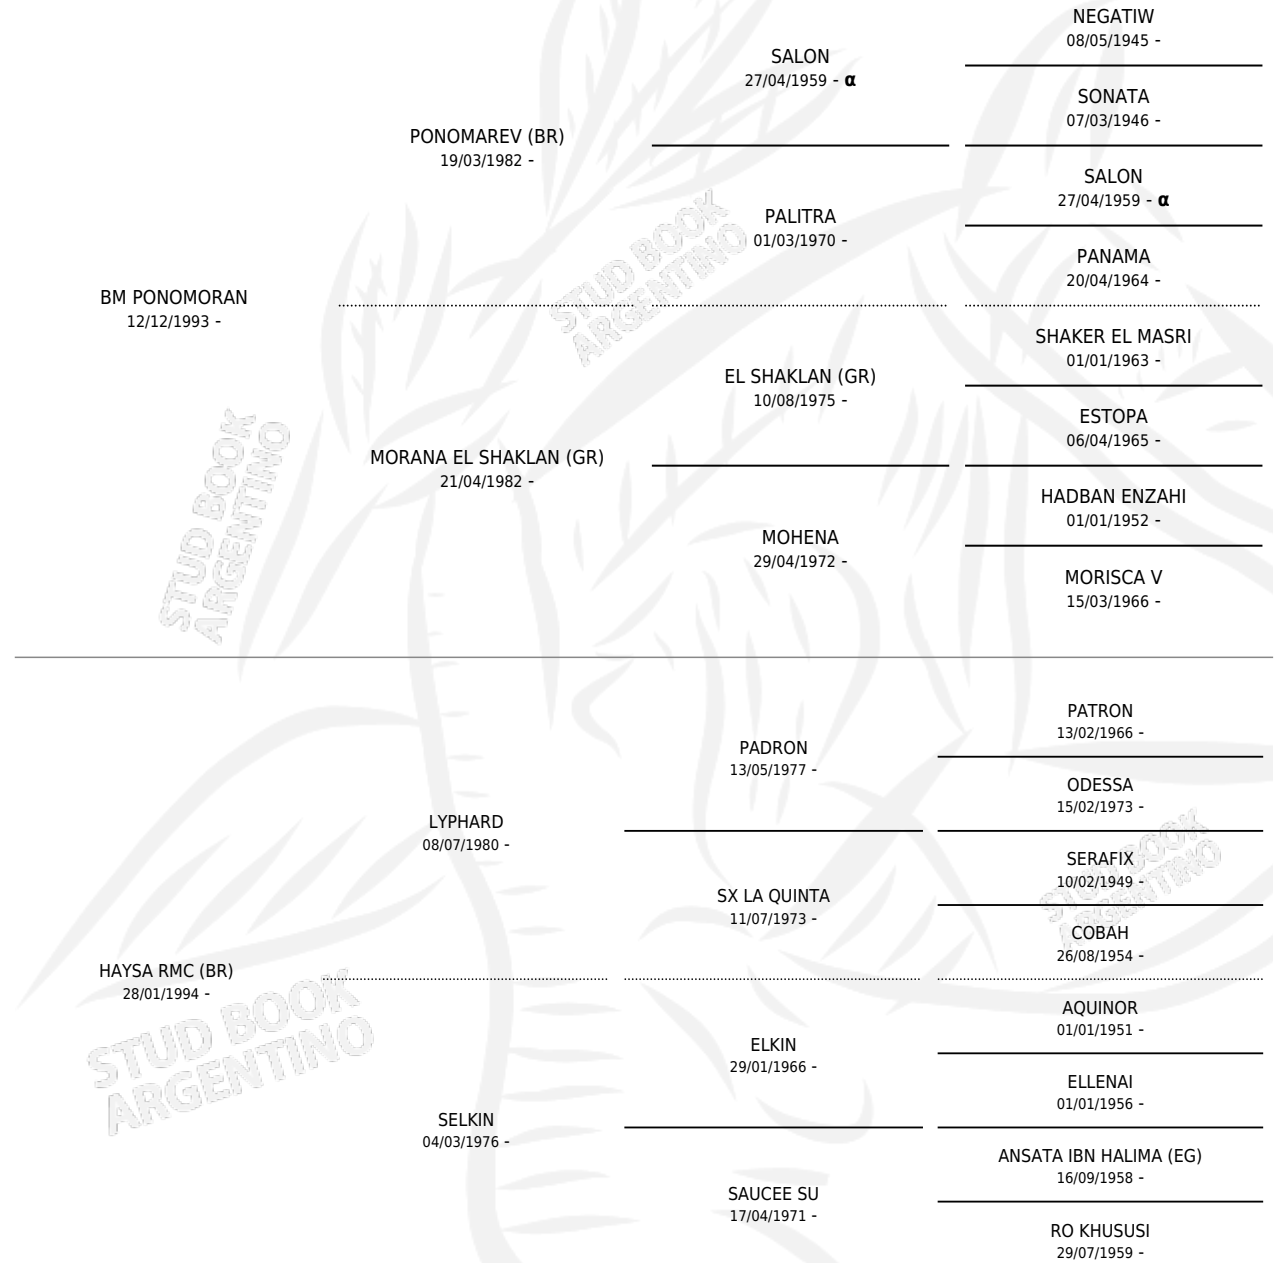 NEGATIW
08/05/1945 -
SALON
27/04/1959 - α
SONATA
07/03/1946 -
PONOMAREV (BR)
19/03/1982 -
SALON
27/04/1959 - α
PALITRA
01/03/1970 -
PANAMA
20/04/1964 -
BM PONOMORAN
12/12/1993 -
SHAKER EL MASRI
01/01/1963 -
EL SHAKLAN (GR)
10/08/1975 -
ESTOPA
06/04/1965 -
MORANA EL SHAKLAN (GR)
21/04/1982 -
HADBAN ENZAHI
01/01/1952 -
MOHENA
29/04/1972 -
MORISCA V
15/03/1966 -
PATRON
13/02/1966 -
PADRON
13/05/1977 -
ODESSA
15/02/1973 -
LYPHARD
08/07/1980 -
SERAFIX
10/02/1949 -
SX LA QUINTA
11/07/1973 -
COBAH
26/08/1954 -
HAYSA RMC (BR)
28/01/1994 -
AQUINOR
01/01/1951 -
ELKIN
29/01/1966 -
ELLENAI
01/01/1956 -
SELKIN
04/03/1976 -
ANSATA IBN HALIMA (EG)
16/09/1958 -
SAUCEE SU
17/04/1971 -
RO KHUSUSI
29/07/1959 -
STUD BOOK
ARGENTINO
STUD BOOK
ARGENTINO
STUD BOOK
ARGENTINO
STUD BOOK
ARGENTINO